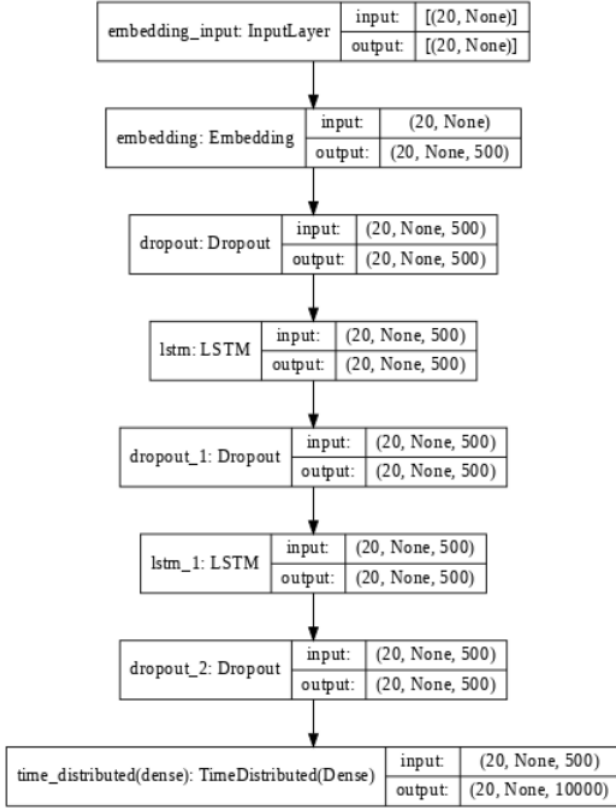 embedding_input: InputLayer
input: [(20, None)]
output: [(20, None)]
embedding: Embedding
input: (20, None)
output: (20, None, 500)
dropout: Dropout
input: (20, None, 500)
output: (20, None, 500)
lstm: LSTM
input: (20, None, 500)
output: (20, None, 500)
dropout_1: Dropout
input: (20, None, 500)
output: (20, None, 500)
lstm_1: LSTM
input: (20, None, 500)
output: (20, None, 500)
dropout_2: Dropout
input: (20, None, 500)
output: (20, None, 500)
time_distributed(dense): TimeDistributed(Dense)
input: (20, None, 500)
output: (20, None, 10000)